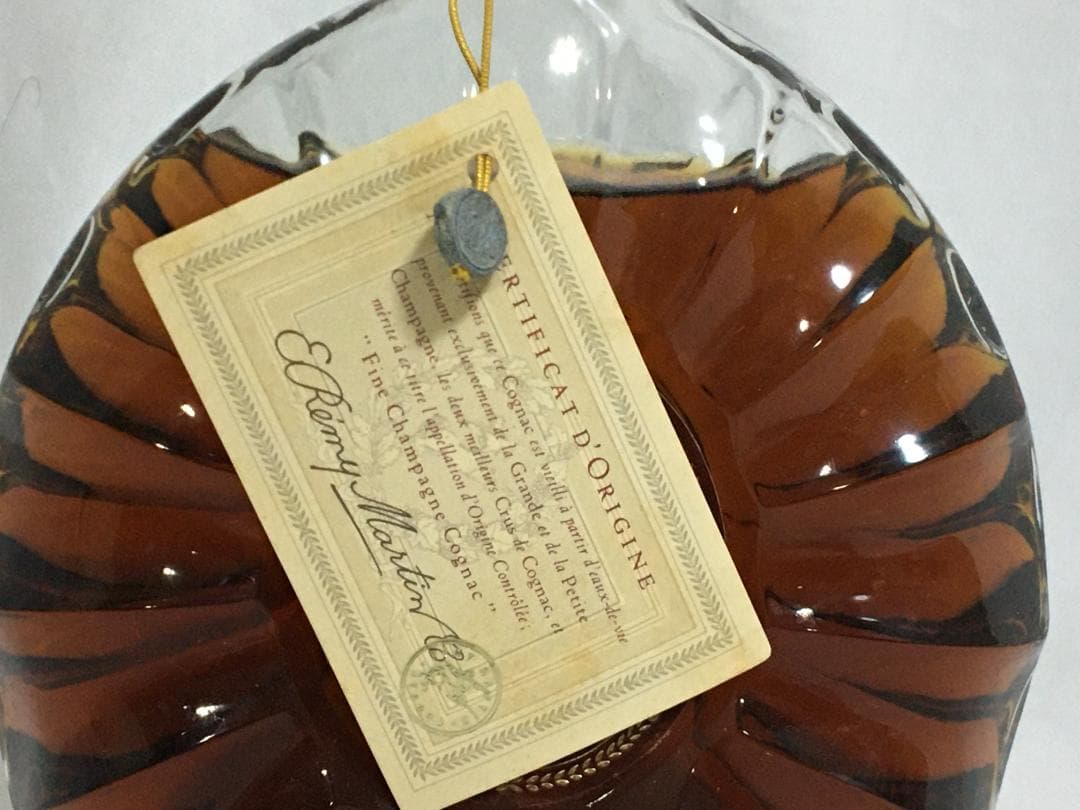 ERTIFICAT D'ORIGINE
ifions que ce Cognac est vieilli à partir d'eaux-de-vie
provenant exclusivement de la Grande et de la Petite
Champagne, les deux meilleurs Crus de Cognac, et
mérite à ce titre l'appellation d'Origine Contrôlée ;
" Fine Champagne Cognac "
E. Rémy Martin & C